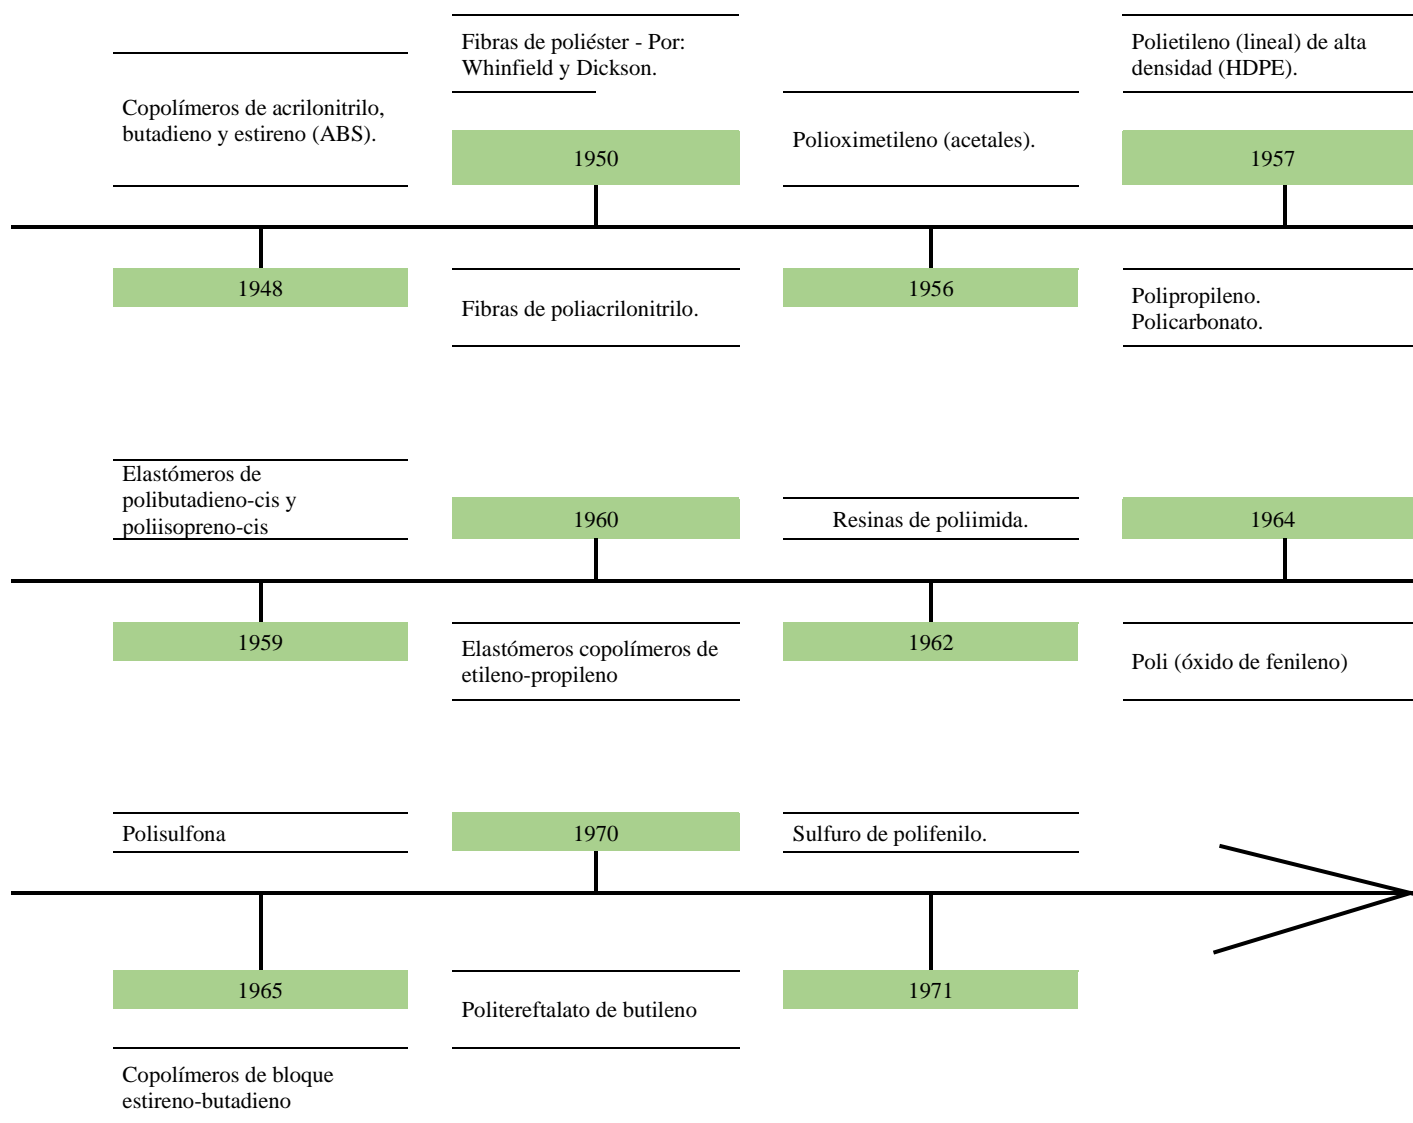 Fibras de poliéster - Por:
Whinfield y Dickson.
Polietileno (lineal) de alta
densidad (HDPE).
Copolímeros de acrilonitrilo,
butadieno y estireno (ABS).
1950
Polioximetileno (acetales).
1957
1948
Fibras de poliacrilonitrilo.
1956
Polipropileno.
Policarbonato.
Elastómeros de
polibutadieno-cis y
poliisopreno-cis
1960
Resinas de poliimida.
1964
1959
Elastómeros copolímeros de
etileno-propileno
1962
Poli (óxido de fenileno)
Polisulfona
1970
Sulfuro de polifenilo.
1965
Politereftalato de butileno
1971
Copolímeros de bloque
estireno-butadieno